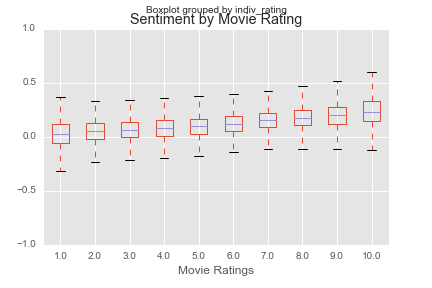 Boxplot grouped by indiv_rating
Sentiment by Movie Rating
1.0
0.5
0.0
−0.5
−1.0
1.0 2.0 3.0 4.0 5.0 6.0 7.0 8.0 9.0 10.0
Movie Ratings